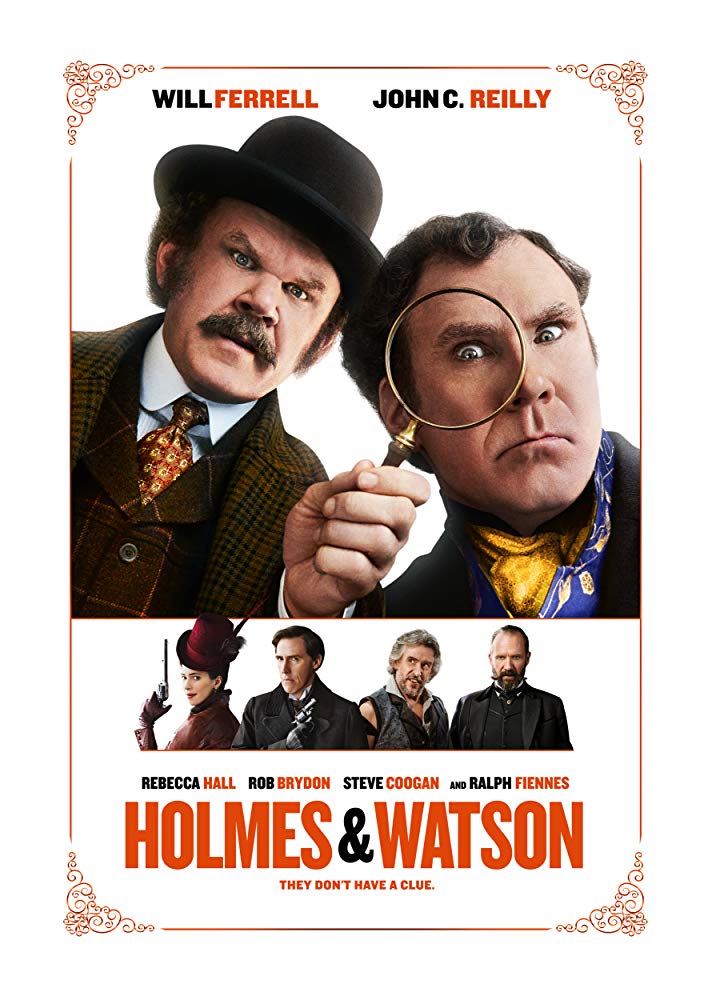 WILL FERRELL JOHN C. REILLY
REBECCA HALL ROB BRYDON STEVE COOGAN AND RALPH FIENNES
HOLMES & WATSON
THEY DON'T HAVE A CLUE.